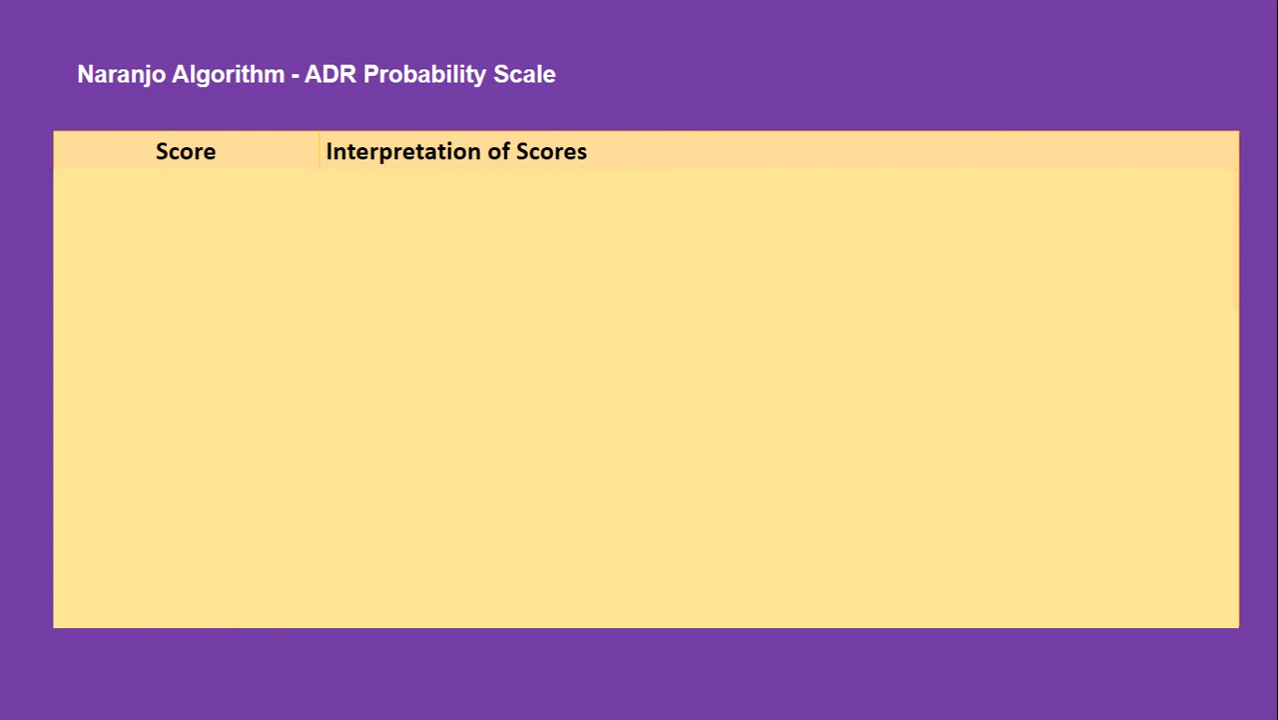 Naranjo Algorithm - ADR Probability Scale
Score Interpretation of Scores